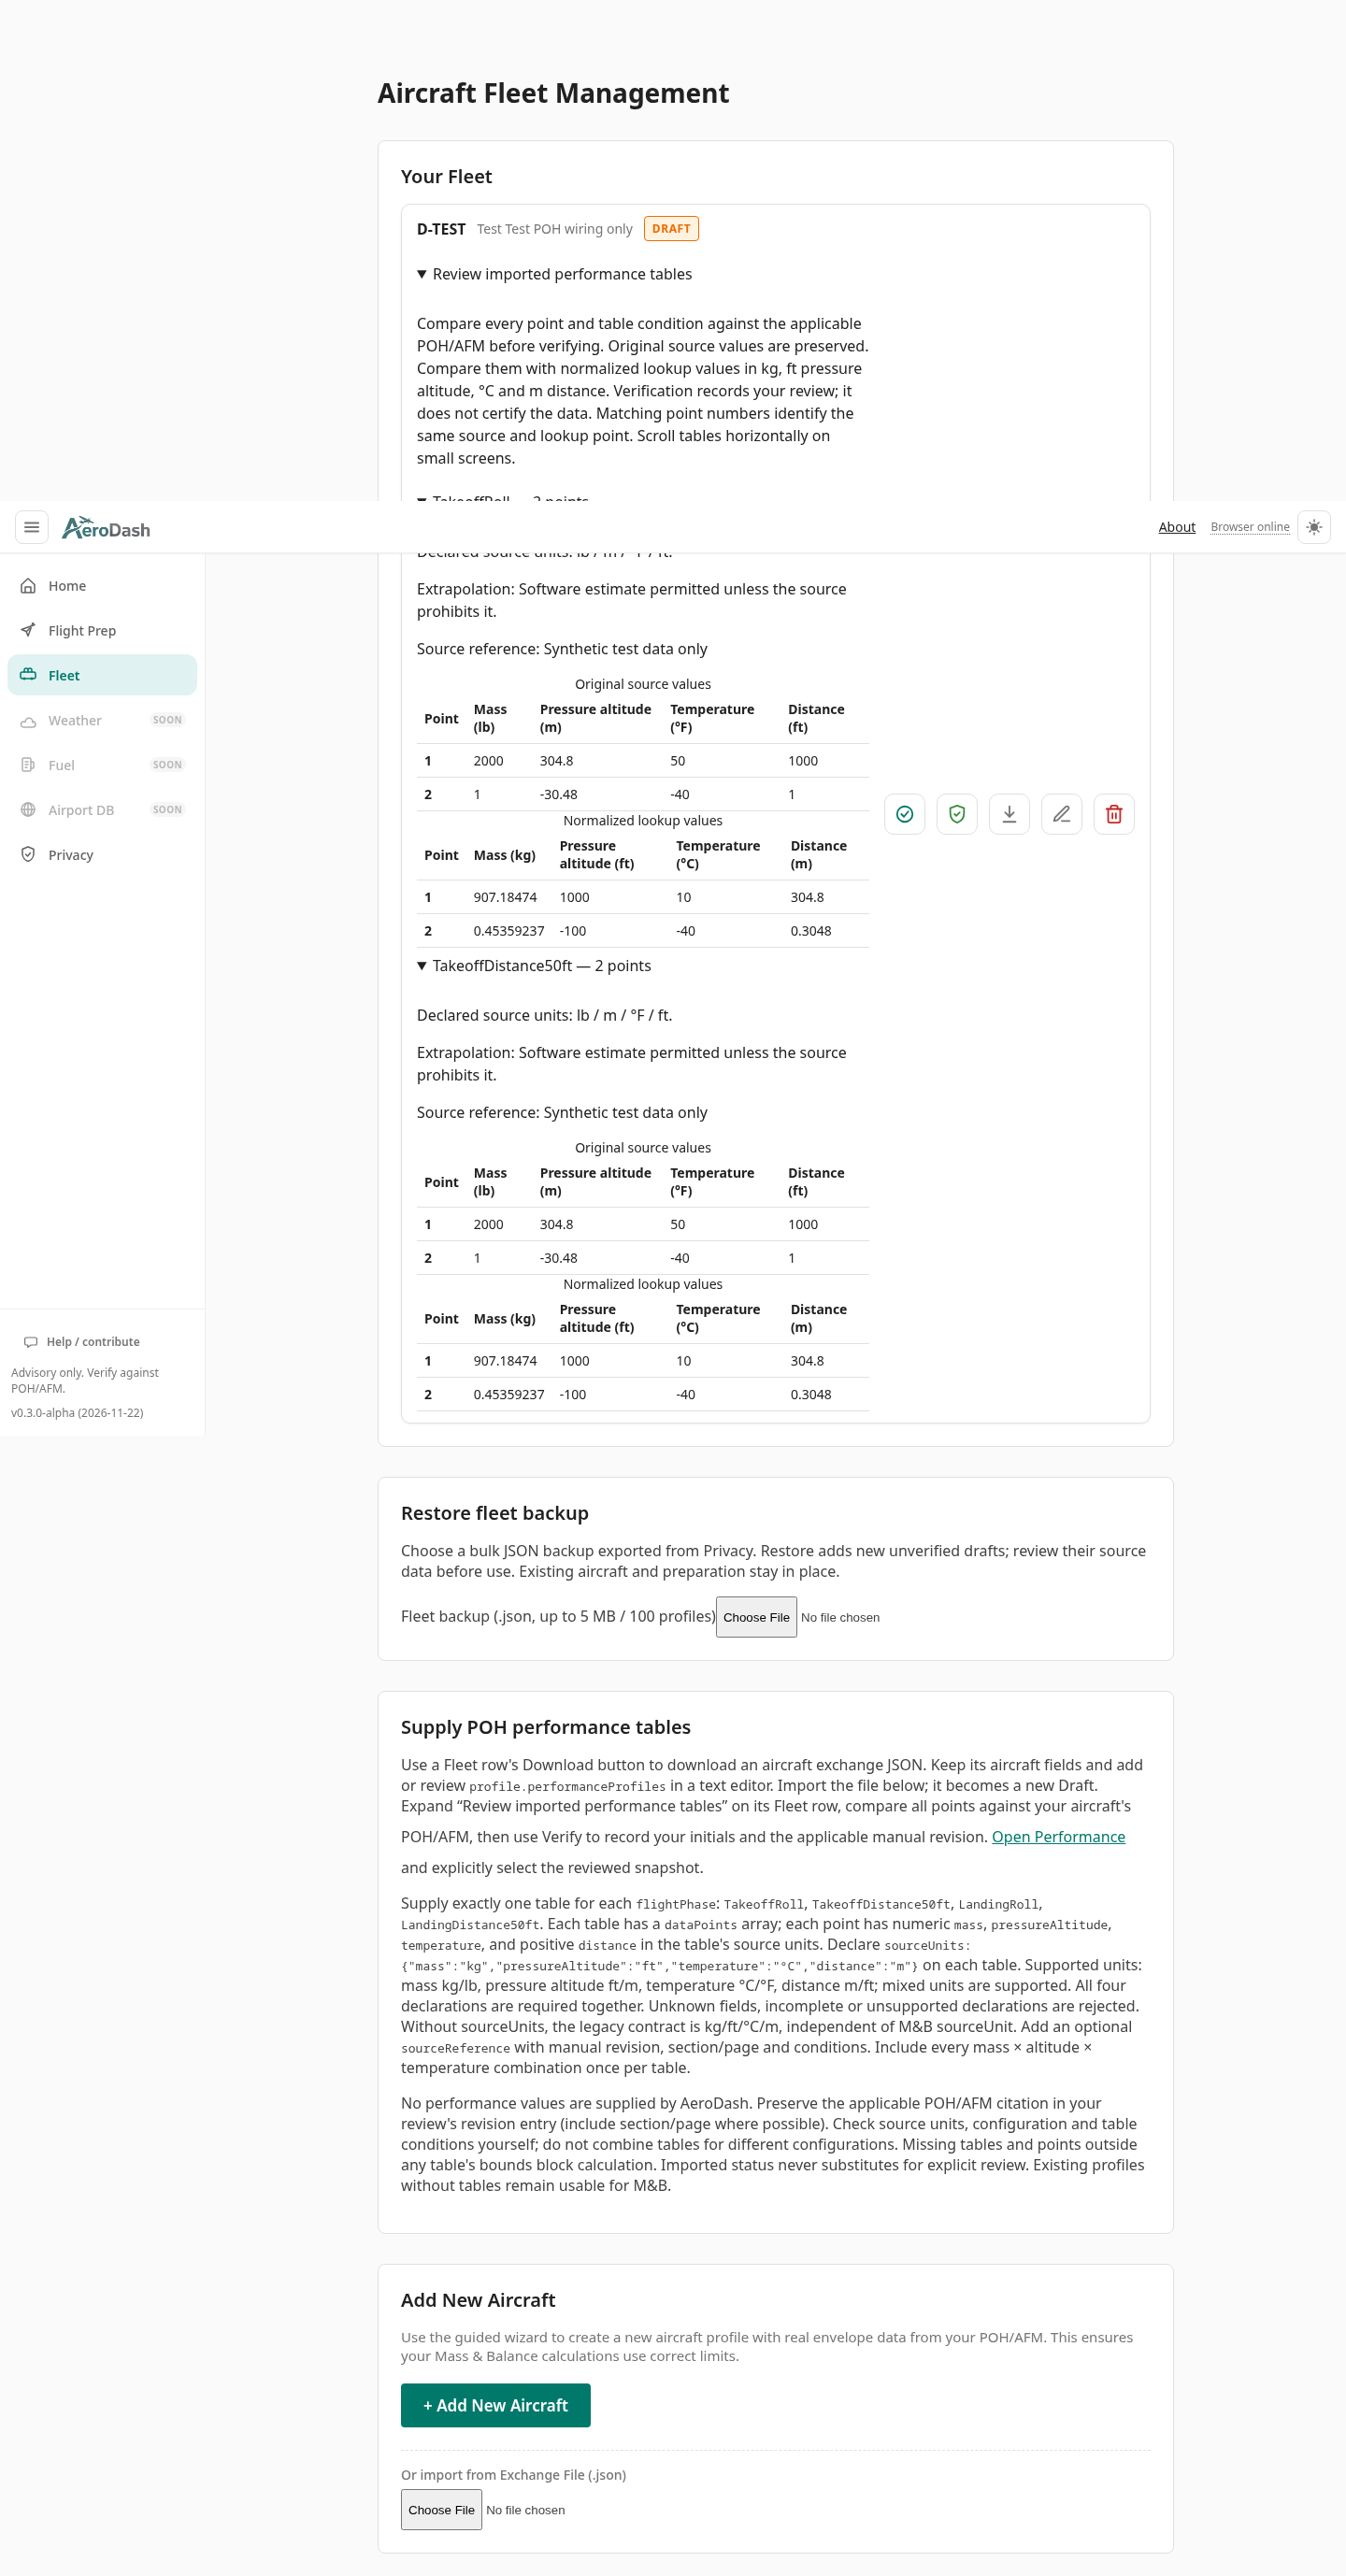 Aircraft Fleet Management
Your Fleet
D-TEST Test Test POH wiring only DRAFT
▼ Review imported performance tables
Compare every point and table condition against the applicable
POH/AFM before verifying. Original source values are preserved.
Compare them with normalized lookup values in kg, ft pressure
altitude, °C and m distance. Verification records your review; it
does not certify the data. Matching point numbers identify the
same source and lookup point. Scroll tables horizontally on
small screens.
▼ TakeoffRoll — 2 points
AeroDash
About Browser online
Home
Flight Prep
Fleet
Weather SOON
Fuel SOON
Airport DB SOON
Privacy
Help / contribute
Advisory only. Verify against
POH/AFM.
v0.3.0-alpha (2026-11-22)
Declared source units: lb / m / °F / ft.
Extrapolation: Software estimate permitted unless the source
prohibits it.
Source reference: Synthetic test data only
Original source values
Point Mass (lb) Pressure altitude (m) Temperature (°F) Distance (ft)
1 2000 304.8 50 1000
2 1 -30.48 -40 1
Normalized lookup values
Point Mass (kg) Pressure altitude (ft) Temperature (°C) Distance (m)
1 907.18474 1000 10 304.8
2 0.45359237 -100 -40 0.3048
▼ TakeoffDistance50ft — 2 points
Declared source units: lb / m / °F / ft.
Extrapolation: Software estimate permitted unless the source
prohibits it.
Source reference: Synthetic test data only
Original source values
Point Mass (lb) Pressure altitude (m) Temperature (°F) Distance (ft)
1 2000 304.8 50 1000
2 1 -30.48 -40 1
Normalized lookup values
Point Mass (kg) Pressure altitude (ft) Temperature (°C) Distance (m)
1 907.18474 1000 10 304.8
2 0.45359237 -100 -40 0.3048
Restore fleet backup
Choose a bulk JSON backup exported from Privacy. Restore adds new unverified drafts; review their source
data before use. Existing aircraft and preparation stay in place.
Fleet backup (.json, up to 5 MB / 100 profiles) Choose File No file chosen
Supply POH performance tables
Use a Fleet row's Download button to download an aircraft exchange JSON. Keep its aircraft fields and add
or review profile.performanceProfiles in a text editor. Import the file below; it becomes a new Draft.
Expand “Review imported performance tables” on its Fleet row, compare all points against your aircraft's
POH/AFM, then use Verify to record your initials and the applicable manual revision. Open Performance
and explicitly select the reviewed snapshot.
Supply exactly one table for each flightPhase: TakeoffRoll, TakeoffDistance50ft, LandingRoll,
LandingDistance50ft. Each table has a dataPoints array; each point has numeric mass, pressureAltitude,
temperature, and positive distance in the table's source units. Declare sourceUnits:
{"mass":"kg","pressureAltitude":"ft","temperature":"°C","distance":"m"} on each table. Supported units:
mass kg/lb, pressure altitude ft/m, temperature °C/°F, distance m/ft; mixed units are supported. All four
declarations are required together. Unknown fields, incomplete or unsupported declarations are rejected.
Without sourceUnits, the legacy contract is kg/ft/°C/m, independent of M&B sourceUnit. Add an optional
sourceReference with manual revision, section/page and conditions. Include every mass × altitude ×
temperature combination once per table.
No performance values are supplied by AeroDash. Preserve the applicable POH/AFM citation in your
review's revision entry (include section/page where possible). Check source units, configuration and table
conditions yourself; do not combine tables for different configurations. Missing tables and points outside
any table's bounds block calculation. Imported status never substitutes for explicit review. Existing profiles
without tables remain usable for M&B.
Add New Aircraft
Use the guided wizard to create a new aircraft profile with real envelope data from your POH/AFM. This ensures
your Mass & Balance calculations use correct limits.
+ Add New Aircraft
Or import from Exchange File (.json)
Choose File No file chosen